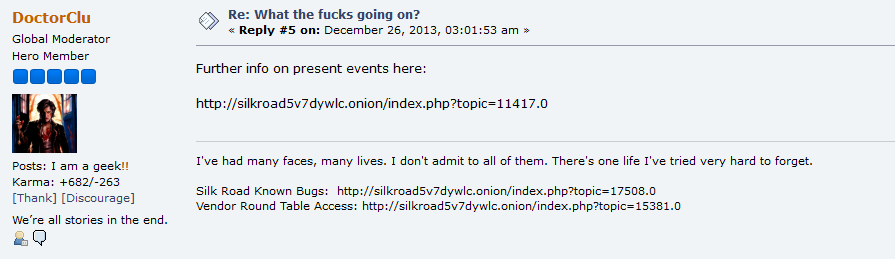 DoctorClu
Global Moderator
Hero Member
Posts: I am a geek!!
Karma: +682/-263
[Thank] [Discourage]
We’re all stories in the end.
Re: What the fucks going on?
« Reply #5 on: December 26, 2013, 03:01:53 am »
Further info on present events here:
http://silkroad5v7dywlc.onion/index.php?topic=11417.0
I've had many faces, many lives. I don't admit to all of them. There's one life I've tried very hard to forget.
Silk Road Known Bugs:  http://silkroad5v7dywlc.onion/index.php?topic=17508.0
Vendor Round Table Access: http://silkroad5v7dywlc.onion/index.php?topic=15381.0